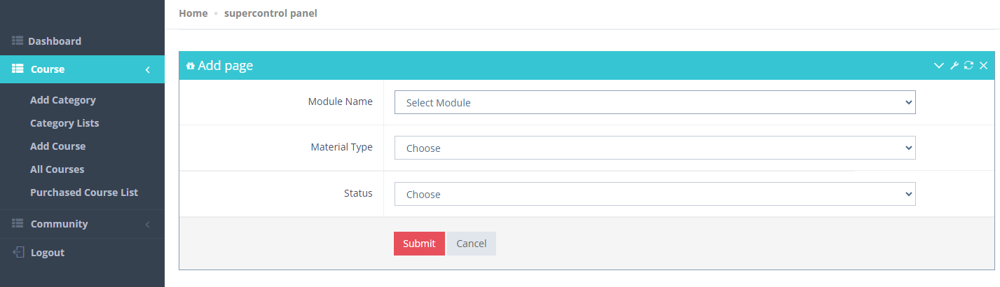 Home • supercontrol panel
Dashboard
Course
Add Category
Category Lists
Add Course
All Courses
Purchased Course List
Community
Logout
Add page
Module Name
Select Module
Material Type
Choose
Status
Choose
Submit
Cancel